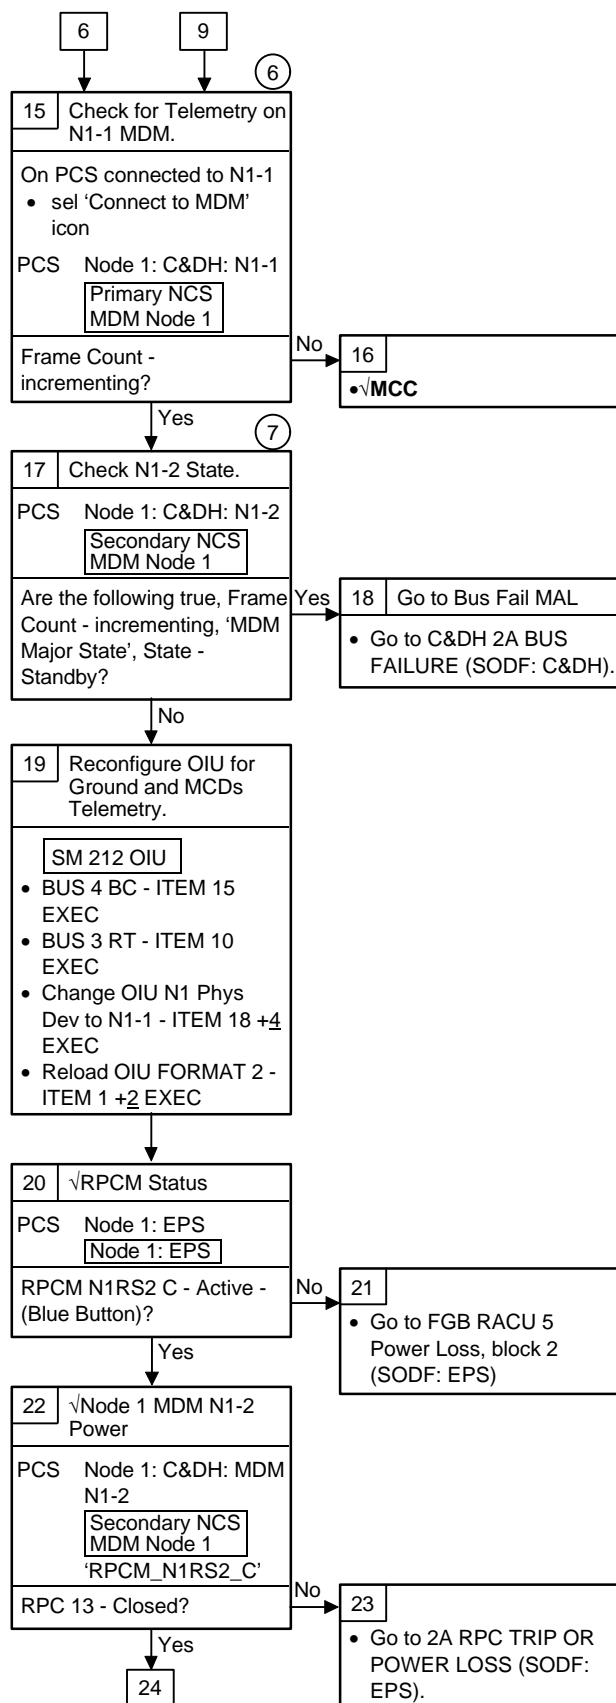 6
9
6
15 Check for Telemetry on
N1-1 MDM.
On PCS connected to N1-1
• sel ‘Connect to MDM’
icon
PCS Node 1: C&DH: N1-1
Primary NCS
MDM Node 1
Frame Count -
incrementing?
No
16
•√MCC
Yes
7
17 Check N1-2 State.
PCS Node 1: C&DH: N1-2
Secondary NCS
MDM Node 1
Are the following true, Frame
Count - incrementing, ‘MDM
Major State’, State -
Standby?
Yes
18 Go to Bus Fail MAL
• Go to C&DH 2A BUS
FAILURE (SODF: C&DH).
No
19 Reconfigure OIU for
Ground and MCDs
Telemetry.
SM 212 OIU
• BUS 4 BC - ITEM 15
EXEC
• BUS 3 RT - ITEM 10
EXEC
• Change OIU N1 Phys
Dev to N1-1 - ITEM 18 +4
EXEC
• Reload OIU FORMAT 2 -
ITEM 1 +2 EXEC
20 √RPCM Status
PCS Node 1: EPS
Node 1: EPS
RPCM N1RS2 C - Active -
(Blue Button)?
No
21
• Go to FGB RACU 5
Power Loss, block 2
(SODF: EPS)
Yes
22 √Node 1 MDM N1-2
Power
PCS Node 1: C&DH: MDM
N1-2
Secondary NCS
MDM Node 1
‘RPCM_N1RS2_C’
RPC 13 - Closed?
No
23
• Go to 2A RPC TRIP OR
POWER LOSS (SODF:
EPS).
Yes
24